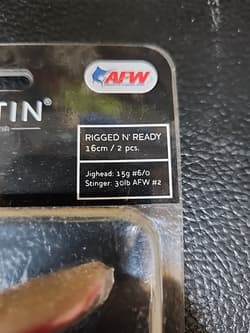 AFW
TIN
RIGGED N' READY
16cm / 2 pcs.
Jighead: 15g #6/0
Stinger: 30lb AFW #2